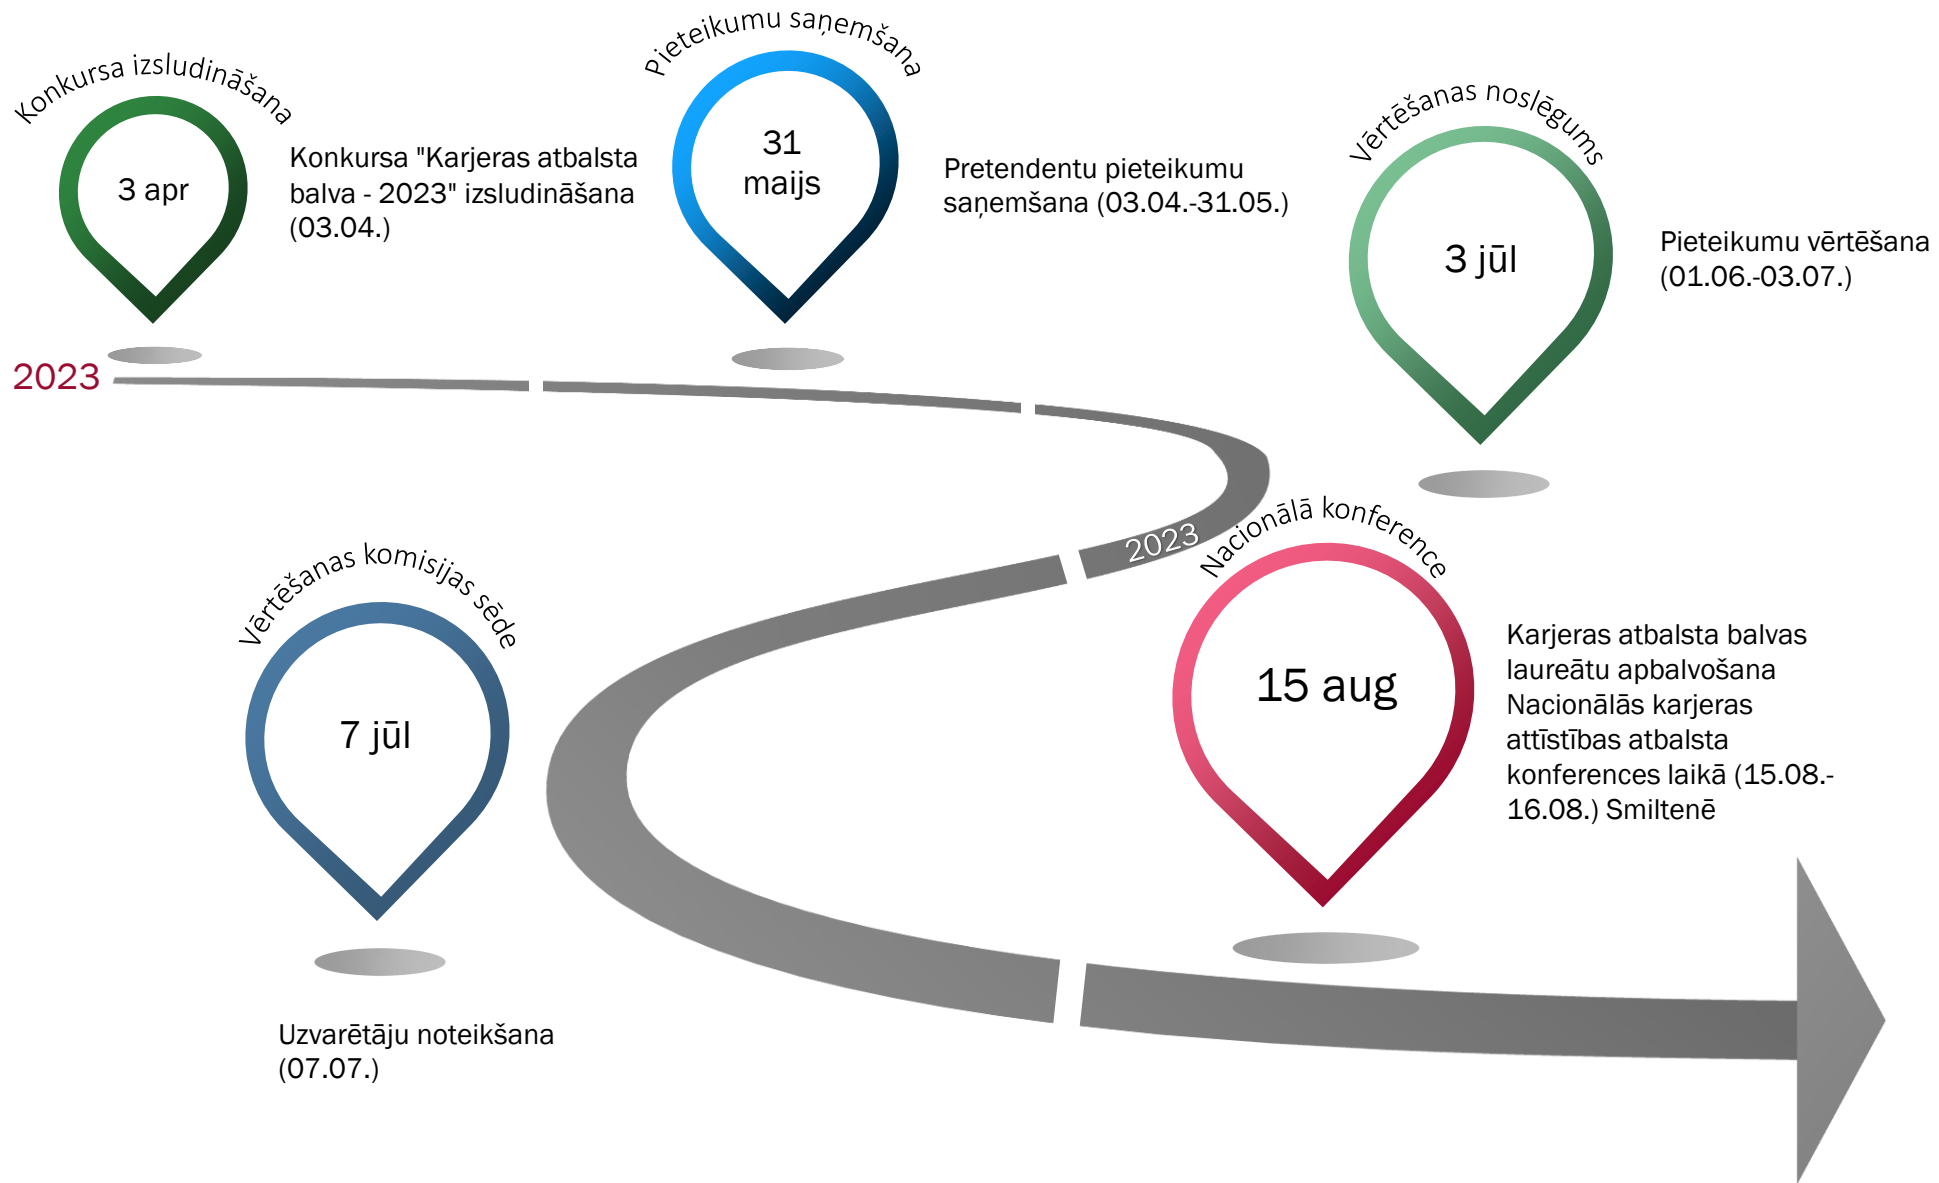 Konkursa izsludināšana
3 apr
Konkursa "Karjeras atbalsta
balva - 2023" izsludināšana
(03.04.)
Pieteikumu saņemšana
31
maijs
Pretendentu pieteikumu
saņemšana (03.04.-31.05.)
Vērtēšanas noslēgums
3 jūl
Pieteikumu vērtēšana
(01.06.-03.07.)
2023
2023
Vērtēšanas komisijas sēde
7 jūl
Uzvarētāju noteikšana
(07.07.)
Nacionālā konference
15 aug
Karjeras atbalsta balvas
laureātu apbalvošana
Nacionālās karjeras
attīstības atbalsta
konferences laikā (15.08.-
16.08.) Smiltenē